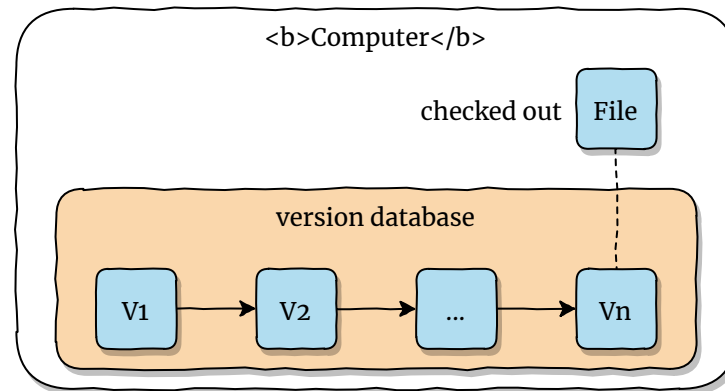 <b>Computer</b>
checked out File
version database
V1 V2 ... Vn